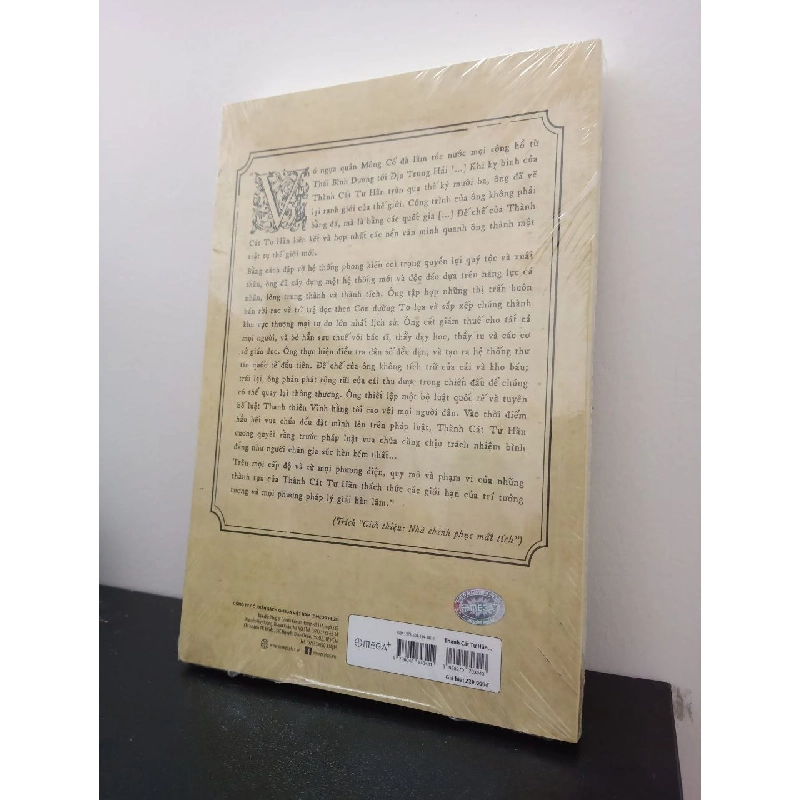 Vó ngựa quân Mông Cổ đã làm tóe nước mọi sông hồ từ
Thái Bình Dương tới Địa Trung Hải [...] Khi kỵ binh của
Thành Cát Tư Hãn tràn qua thế kỷ mười ba, ông đã vẽ
lại ranh giới của thế giới. Công trình của ông không phải
bằng đá, mà là bằng các quốc gia [...] Đế chế của Thành
Cát Tư Hãn liên kết và hợp nhất các nền văn minh quanh ông thành một
trật tự thế giới mới.
Bằng cách đập vỡ hệ thống phong kiến coi trọng quyền lợi quý tộc và xuất
thân, ông đã xây dựng một hệ thống mới và độc đáo dựa trên năng lực cá
nhân, lòng trung thành và thành tích. Ông tập hợp những thị trấn buôn
bán rời rạc và trì trệ dọc theo Con đường Tơ lụa và sắp xếp chúng thành
khu vực thương mại tự do lớn nhất lịch sử. Ông cắt giảm thuế cho tất cả
mọi người, và bỏ hẳn sưu thuế với bác sĩ, thầy dạy học, thầy tu và các cơ
sở giáo dục. Ông thực hiện điều tra dân số đều đặn, và tạo ra hệ thống thư
tín quốc tế đầu tiên. Đế chế của ông không tích trữ của cải và kho báu;
trái lại, ông phân phát rộng rãi của cải thu được trong chiến đấu để chúng
có thể quay lại thông thương. Ông thiết lập một bộ luật quốc tế và tuyên
bố luật Thanh thiên Vĩnh hằng tối cao với mọi người dân. Vào thời điểm
hầu hết vua chúa đều đặt mình lên trên pháp luật, Thành Cát Tư Hãn
cương quyết rằng trước pháp luật vua chúa cũng chịu trách nhiệm bình
đẳng như người chăn gia súc hèn kém nhất...
Trên mọi cấp độ và từ mọi phương diện, quy mô và phạm vi của những
thành tựu của Thành Cát Tư Hãn thách thức các giới hạn của trí tưởng
tượng và mọi phương pháp lý giải hàn lâm."
(Trích "Giới thiệu: Nhà chinh phục mất tích")
OMEGA+
Thành Cát Tư Hãn...